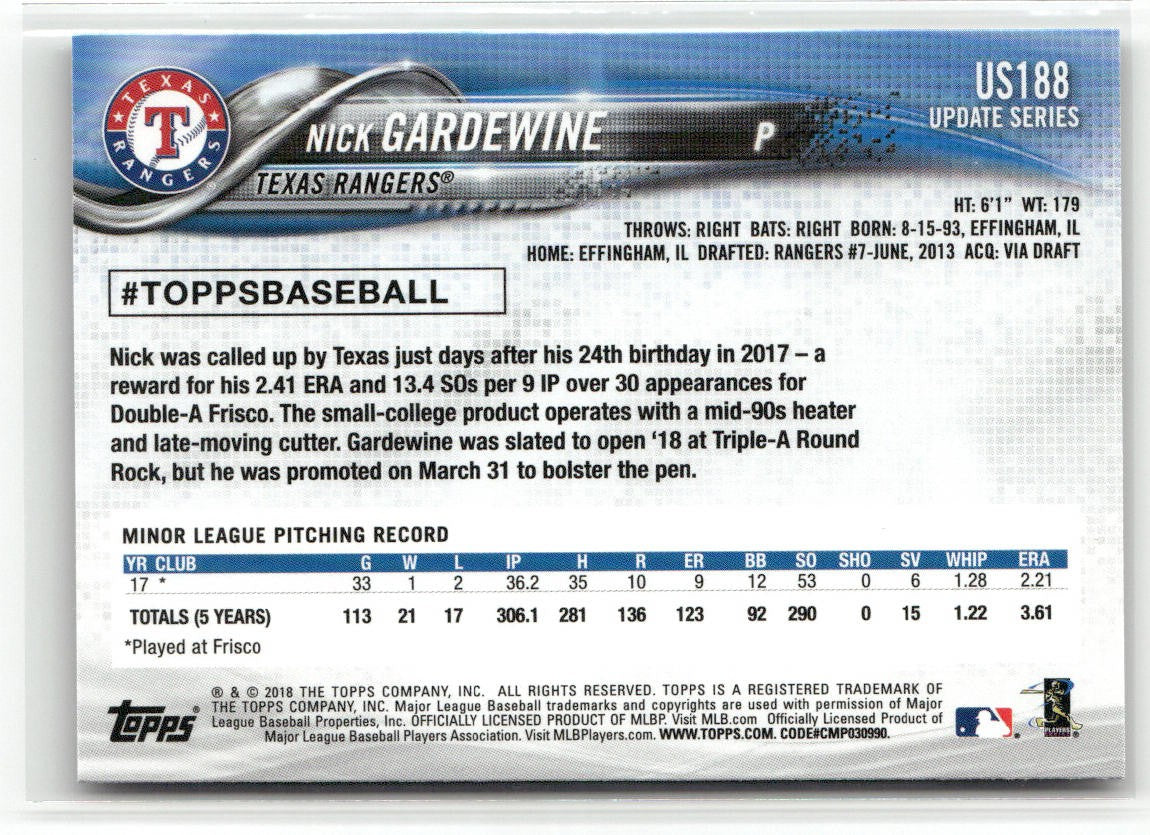 TEXAS RANGERS
T
US188
UPDATE SERIES
NICK GARDEWINE P
TEXAS RANGERS®
HT: 6'1" WT: 179
THROWS: RIGHT BATS: RIGHT BORN: 8-15-93, EFFINGHAM, IL
HOME: EFFINGHAM, IL DRAFTED: RANGERS #7-JUNE, 2013 ACQ: VIA DRAFT
#TOPPSBASEBALL
Nick was called up by Texas just days after his 24th birthday in 2017 – a
reward for his 2.41 ERA and 13.4 SOs per 9 IP over 30 appearances for
Double-A Frisco. The small-college product operates with a mid-90s heater
and late-moving cutter. Gardewine was slated to open '18 at Triple-A Round
Rock, but he was promoted on March 31 to bolster the pen.
MINOR LEAGUE PITCHING RECORD
YR CLUB G W L IP H R ER BB SO SHO SV WHIP ERA
17 * 33 1 2 36.2 35 10 9 12 53 0 6 1.28 2.21
TOTALS (5 YEARS) 113 21 17 306.1 281 136 123 92 290 0 15 1.22 3.61
*Played at Frisco
Topps®
® & © 2018 THE TOPPS COMPANY, INC. ALL RIGHTS RESERVED. TOPPS IS A REGISTERED TRADEMARK OF
THE TOPPS COMPANY, INC. Major League Baseball trademarks and copyrights are used with permission of Major
League Baseball Properties, Inc. OFFICIALLY LICENSED PRODUCT OF MLBP. Visit MLB.com Officially Licensed Product of
Major League Baseball Players Association. Visit MLBPlayers.com. WWW.TOPPS.COM. CODE#CMP030990.
PLAYERS